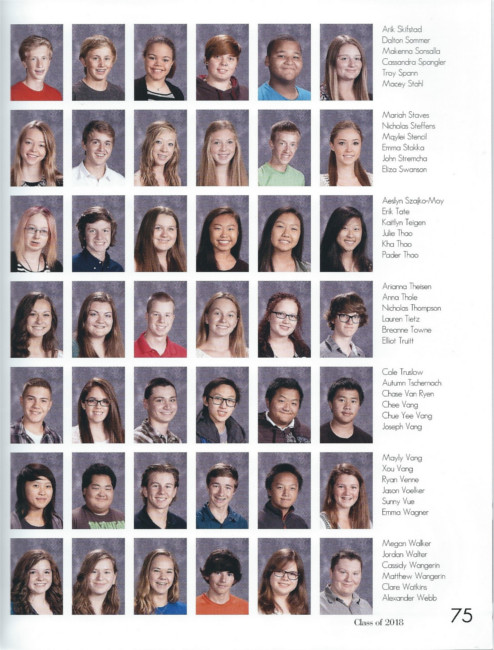 Arik Skifstad
Dalton Sommer
Makenna Sonsalla
Cassandra Spangler
Troy Spann
Macey Stahl
Mariah Staves
Nicholas Steffens
Maylei Stencil
Emma Stokka
John Stremcha
Eliza Swanson
Aeslyn Szajko-May
Erik Tate
Kaitlyn Teigen
Julie Thao
Kha Thao
Pader Thao
Arianna Theisen
Anna Thole
Nicholas Thompson
Lauren Tietz
Breanne Towne
Elliot Truitt
Cole Truslow
Autumn Tschernach
Chase Van Ryen
Chee Vang
Chue Yee Vang
Joseph Vang
Mayly Vang
Xou Vang
Ryan Venne
Jason Voelker
Sunny Vue
Emma Wagner
Megan Walker
Jordan Walter
Cassidy Wangerin
Matthew Wangerin
Clare Watkins
Alexander Webb
Class of 2018
75